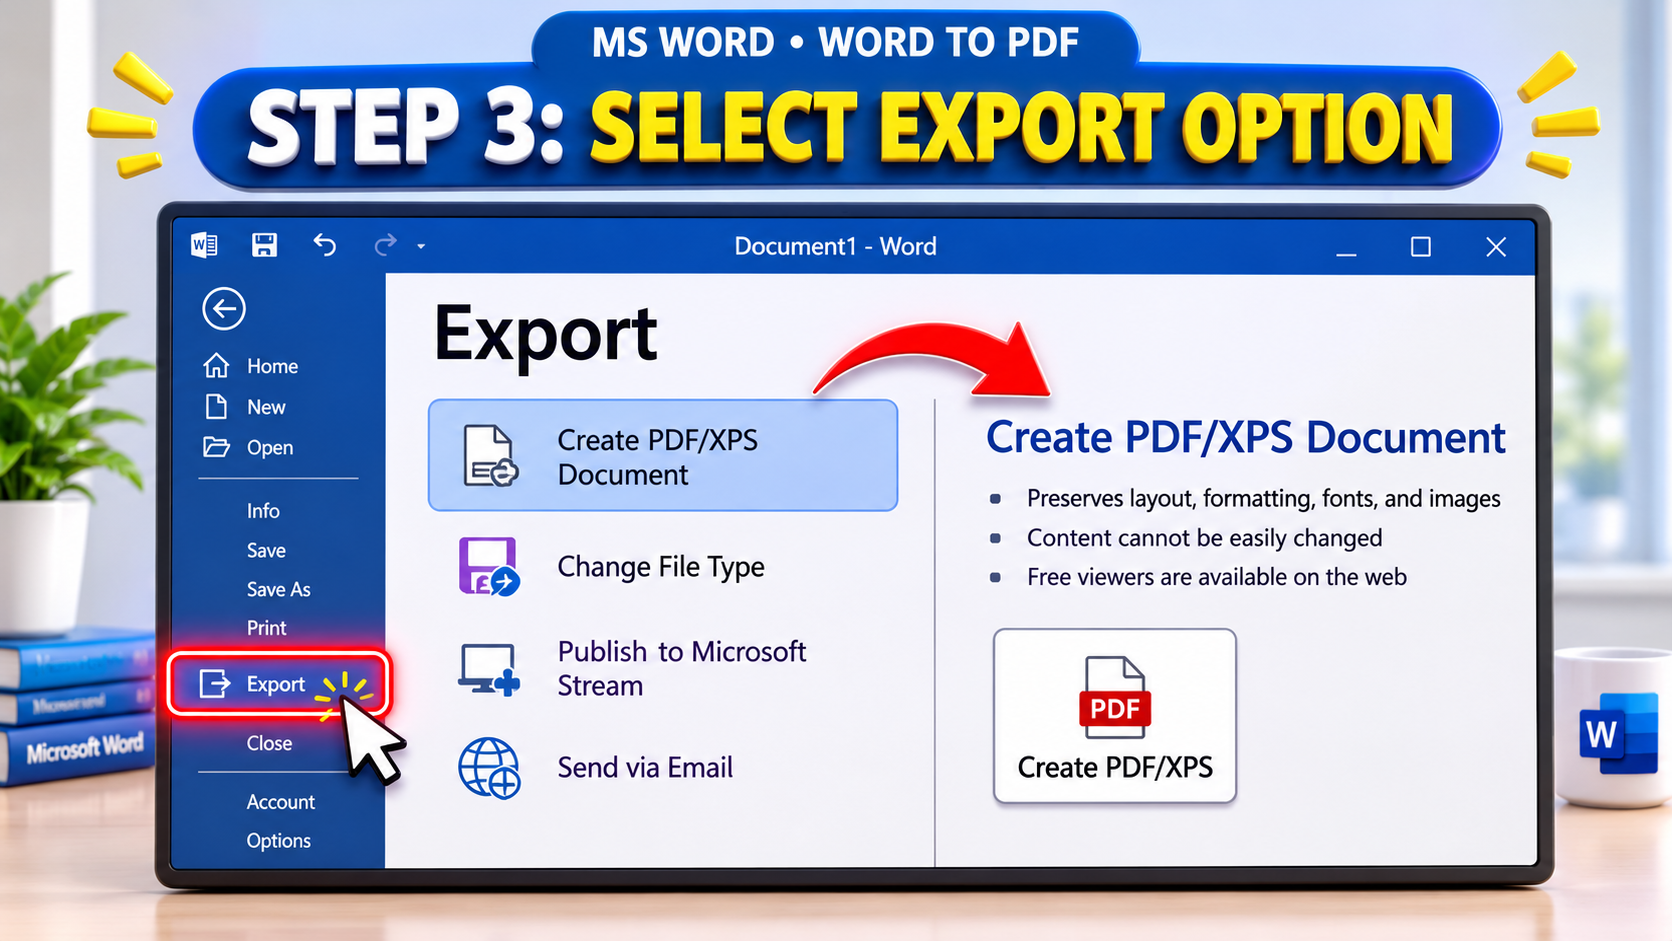 MS WORD • WORD TO PDF
STEP 3: SELECT EXPORT OPTION
Document1 - Word
Home
New
Open
Info
Save
Save As
Print
Export
Close
Account
Options
Export
Create PDF/XPS
Document
Change File Type
Publish to Microsoft
Stream
Send via Email
Create PDF/XPS Document
Preserves layout, formatting, fonts, and images
Content cannot be easily changed
Free viewers are available on the web
PDF
Create PDF/XPS
Microsoft Word
W